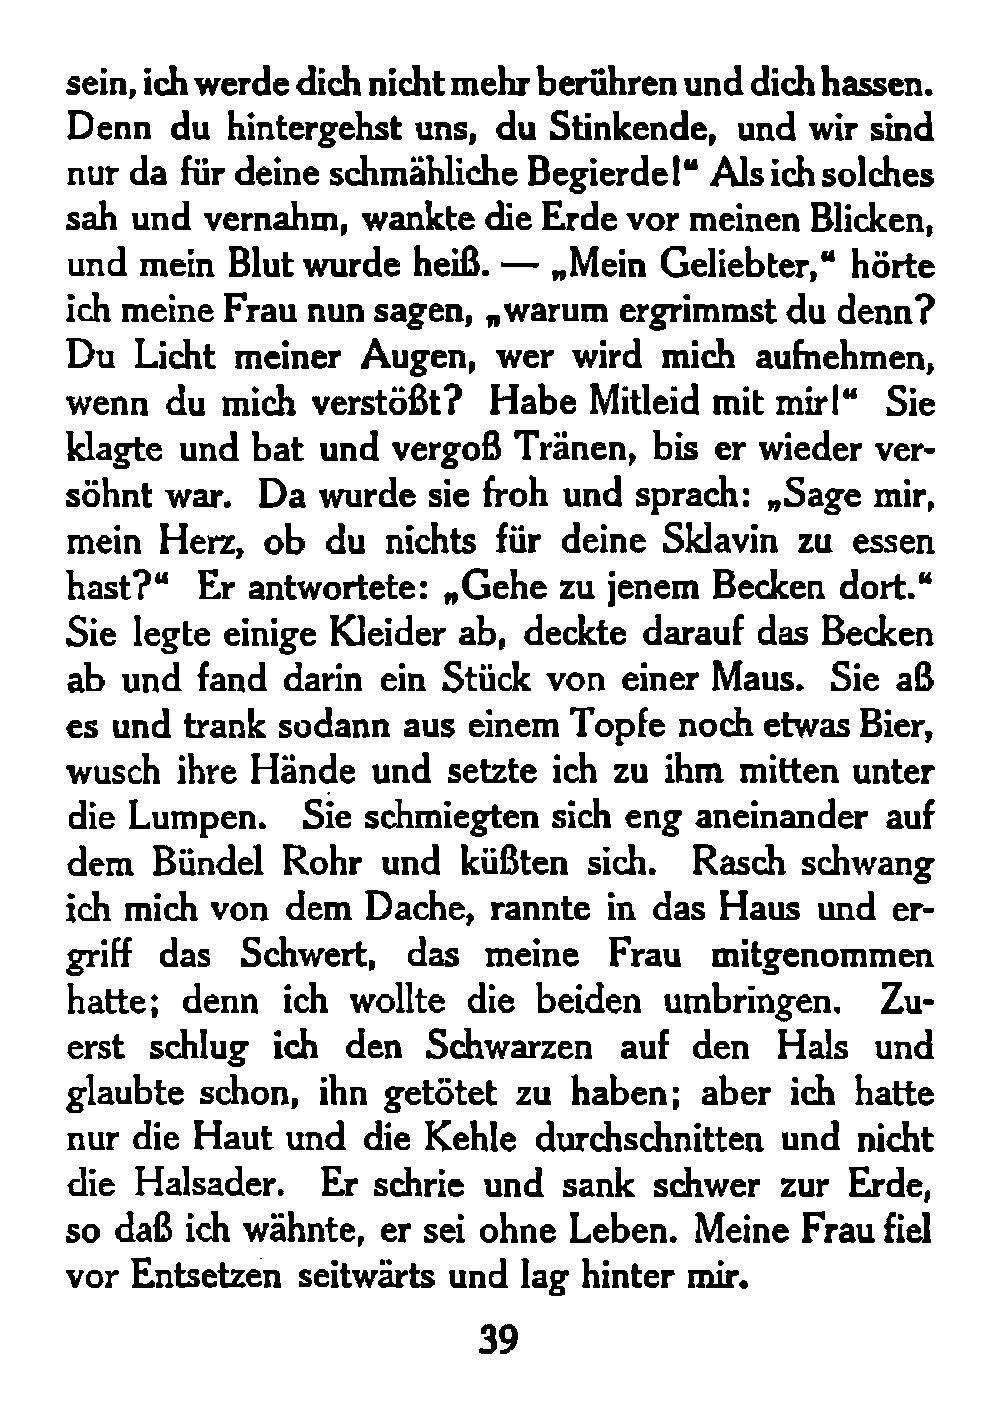 sein, ich werde dich nicht mehr berühren und dich hassen.
Denn du hintergehst uns, du Stinkende, und wir sind
nur da für deine schmähliche Begierde!“ Als ich solches
sah und vernahm, wankte die Erde vor meinen Blicken,
und mein Blut wurde heiß. — „Mein Geliebter,“ hörte
ich meine Frau nun sagen, „warum ergrimmst du denn?
Du Licht meiner Augen, wer wird mich aufnehmen,
wenn du mich verstößt? Habe Mitleid mit mir!“ Sie
klagte und bat und vergoß Tränen, bis er wieder ver-
söhnt war. Da wurde sie froh und sprach: „Sage mir,
mein Herz, ob du nichts für deine Sklavin zu essen
hast?“ Er antwortete: „Gehe zu jenem Becken dort.“
Sie legte einige Kleider ab, deckte darauf das Becken
ab und fand darin ein Stück von einer Maus. Sie aß
es und trank sodann aus einem Topfe noch etwas Bier,
wusch ihre Hände und setzte ich zu ihm mitten unter
die Lumpen. Sie schmiegten sich eng aneinander auf
dem Bündel Rohr und küßten sich. Rasch schwang
ich mich von dem Dache, rannte in das Haus und er-
griff das Schwert, das meine Frau mitgenommen
hatte; denn ich wollte die beiden umbringen. Zu-
erst schlug ich den Schwarzen auf den Hals und
glaubte schon, ihn getötet zu haben; aber ich hatte
nur die Haut und die Kehle durchschnitten und nicht
die Halsader. Er schrie und sank schwer zur Erde,
so daß ich wähnte, er sei ohne Leben. Meine Frau fiel
vor Entsetzen seitwärts und lag hinter mir.
39